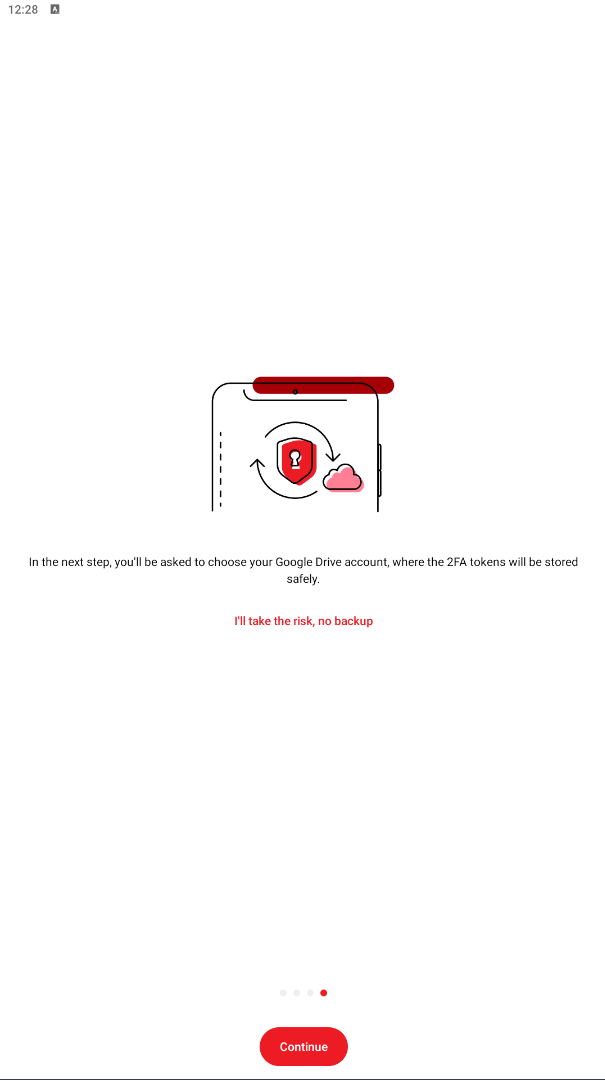 12:28
In the next step, you'll be asked to choose your Google Drive account, where the 2FA tokens will be stored
safely.
I'll take the risk, no backup
Continue